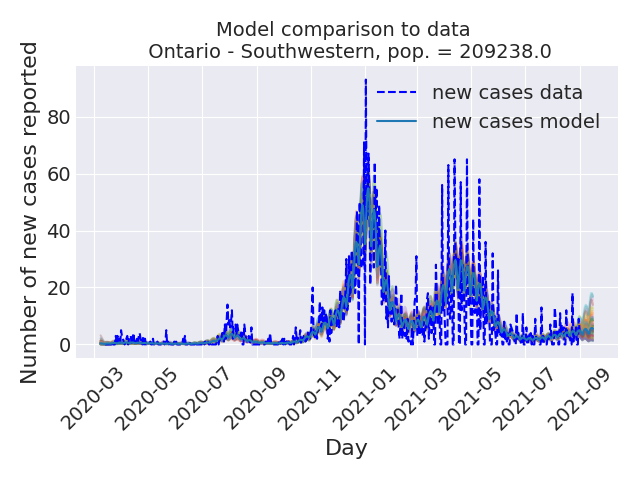 Model comparison to data
Ontario - Southwestern, pop. = 209238.0
Number of new cases reported
80
60
40
20
0
new cases data
new cases model
2020-03
2020-05
2020-07
2020-09
2020-11
2021-01
2021-03
2021-05
2021-07
2021-09
Day